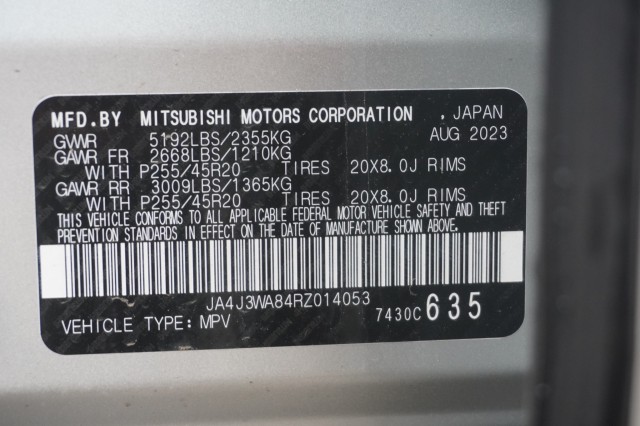 MFD.BY MITSUBISHI MOTORS CORPORATION , JAPAN
GVWR 5192LBS/2355KG AUG 2023
GAWR FR 2668LBS/1210KG
WITH P255/45R20 TIRES 20X8.0J RIMS
GAWR RR 3009LBS/1365KG
WITH P255/45R20 TIRES 20X8.0J RIMS
THIS VEHICLE CONFORMS TO ALL APPLICABLE FEDERAL MOTOR VEHICLE SAFETY AND THEFT
PREVENTION STANDARDS IN EFFECT ON THE DATE OF MANUFACTURE SHOWN ABOVE.
JA4J3WA84RZ014053
VEHICLE TYPE: MPV 7430C 635